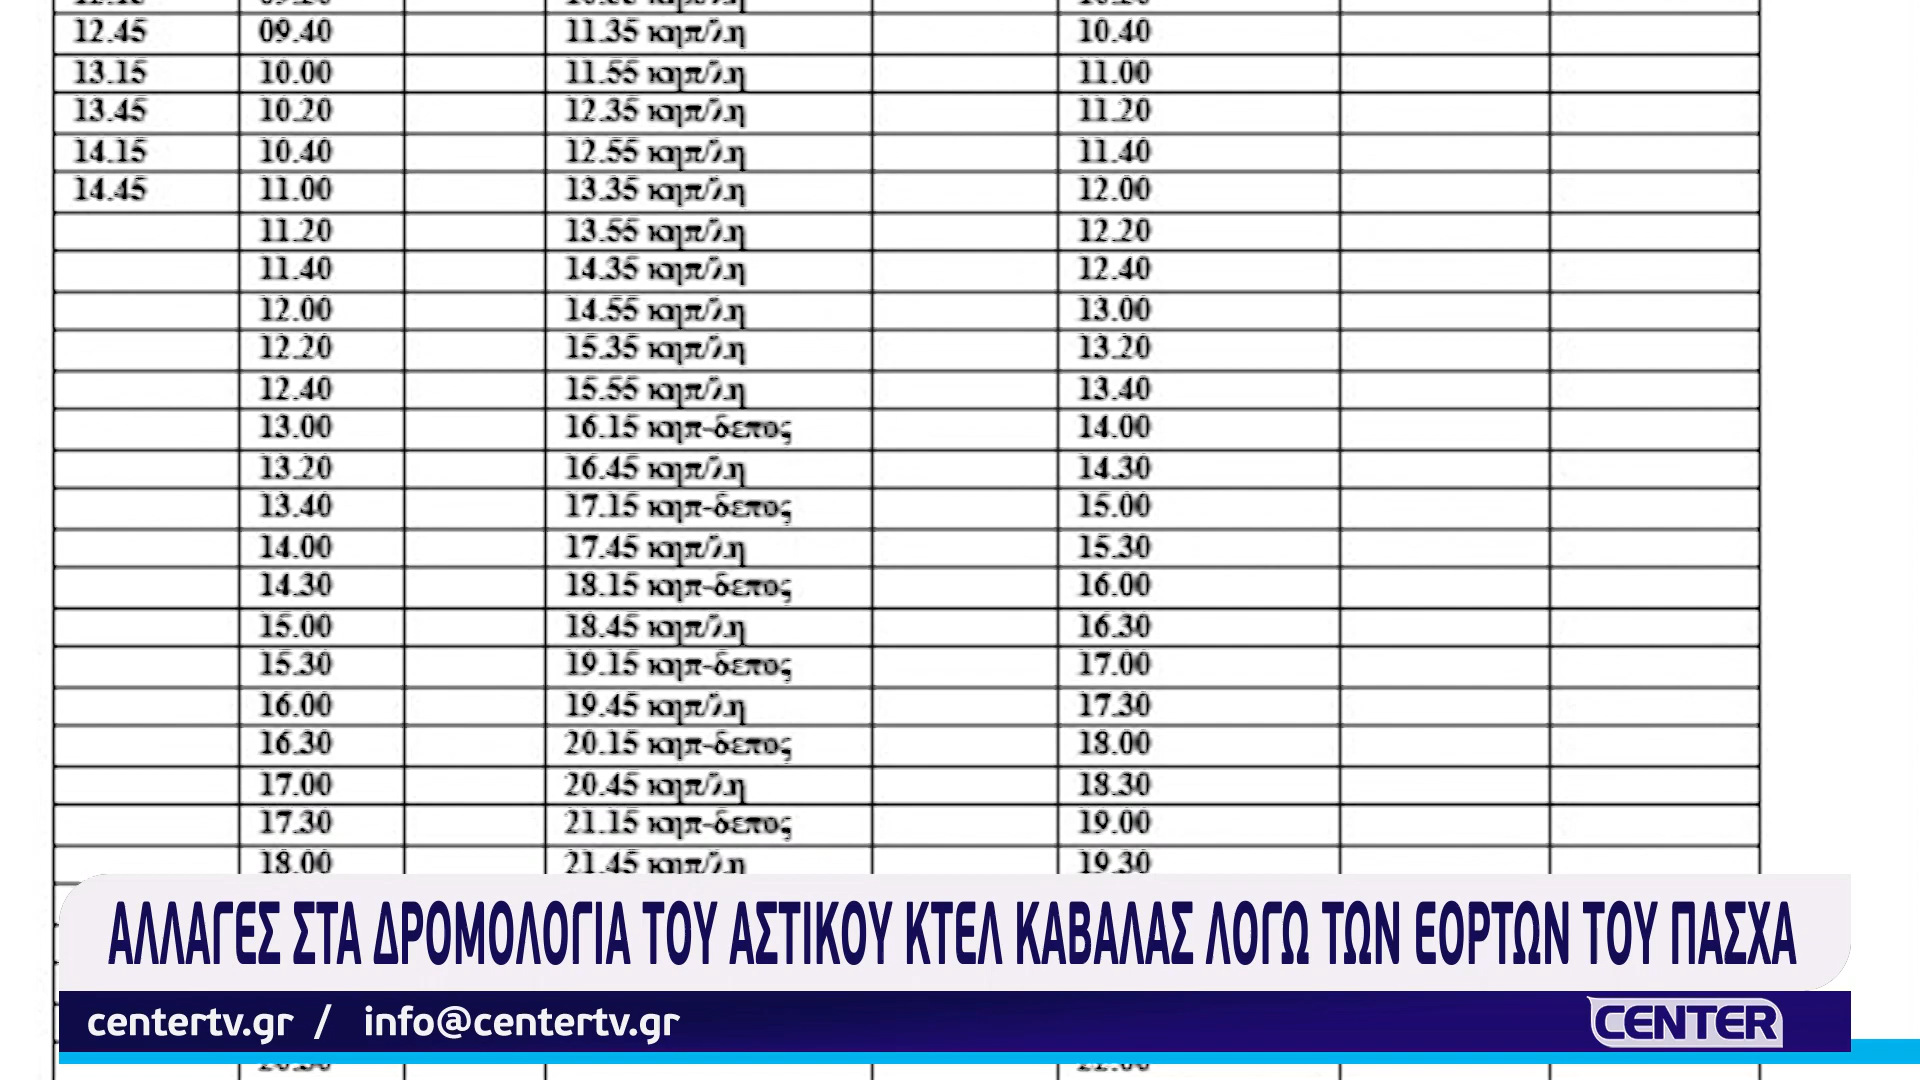 12.45 09.40 11.35 κηπ/λη 10.40
13.15 10.00 11.55 κηπ/λη 11.00
13.45 10.20 12.35 κηπ/λη 11.20
14.15 10.40 12.55 κηπ/λη 11.40
14.45 11.00 13.35 κηπ/λη 12.00
11.20 13.55 κηπ/λη 12.20
11.40 14.35 κηπ/λη 12.40
12.00 14.55 κηπ/λη 13.00
12.20 15.35 κηπ/λη 13.20
12.40 15.55 κηπ/λη 13.40
13.00 16.15 κηπ-δεπος 14.00
13.20 16.45 κηπ/λη 14.30
13.40 17.15 κηπ-δεπος 15.00
14.00 17.45 κηπ/λη 15.30
14.30 18.15 κηπ-δεπος 16.00
15.00 18.45 κηπ/λη 16.30
15.30 19.15 κηπ-δεπος 17.00
16.00 19.45 κηπ/λη 17.30
16.30 20.15 κηπ-δεπος 18.00
17.00 20.45 κηπ/λη 18.30
17.30 21.15 κηπ-δεπος 19.00
18.00 21.45 κηπ/λη 19.30
ΑΛΛΑΓΕΣ ΣΤΑ ΔΡΟΜΟΛΟΓΙΑ ΤΟΥ ΑΣΤΙΚΟΥ ΚΤΕΛ ΚΑΒΑΛΑΣ ΛΟΓΩ ΤΩΝ ΕΟΡΤΩΝ ΤΟΥ ΠΑΣΧΑ
centertv.gr / info@centertv.gr CENTER